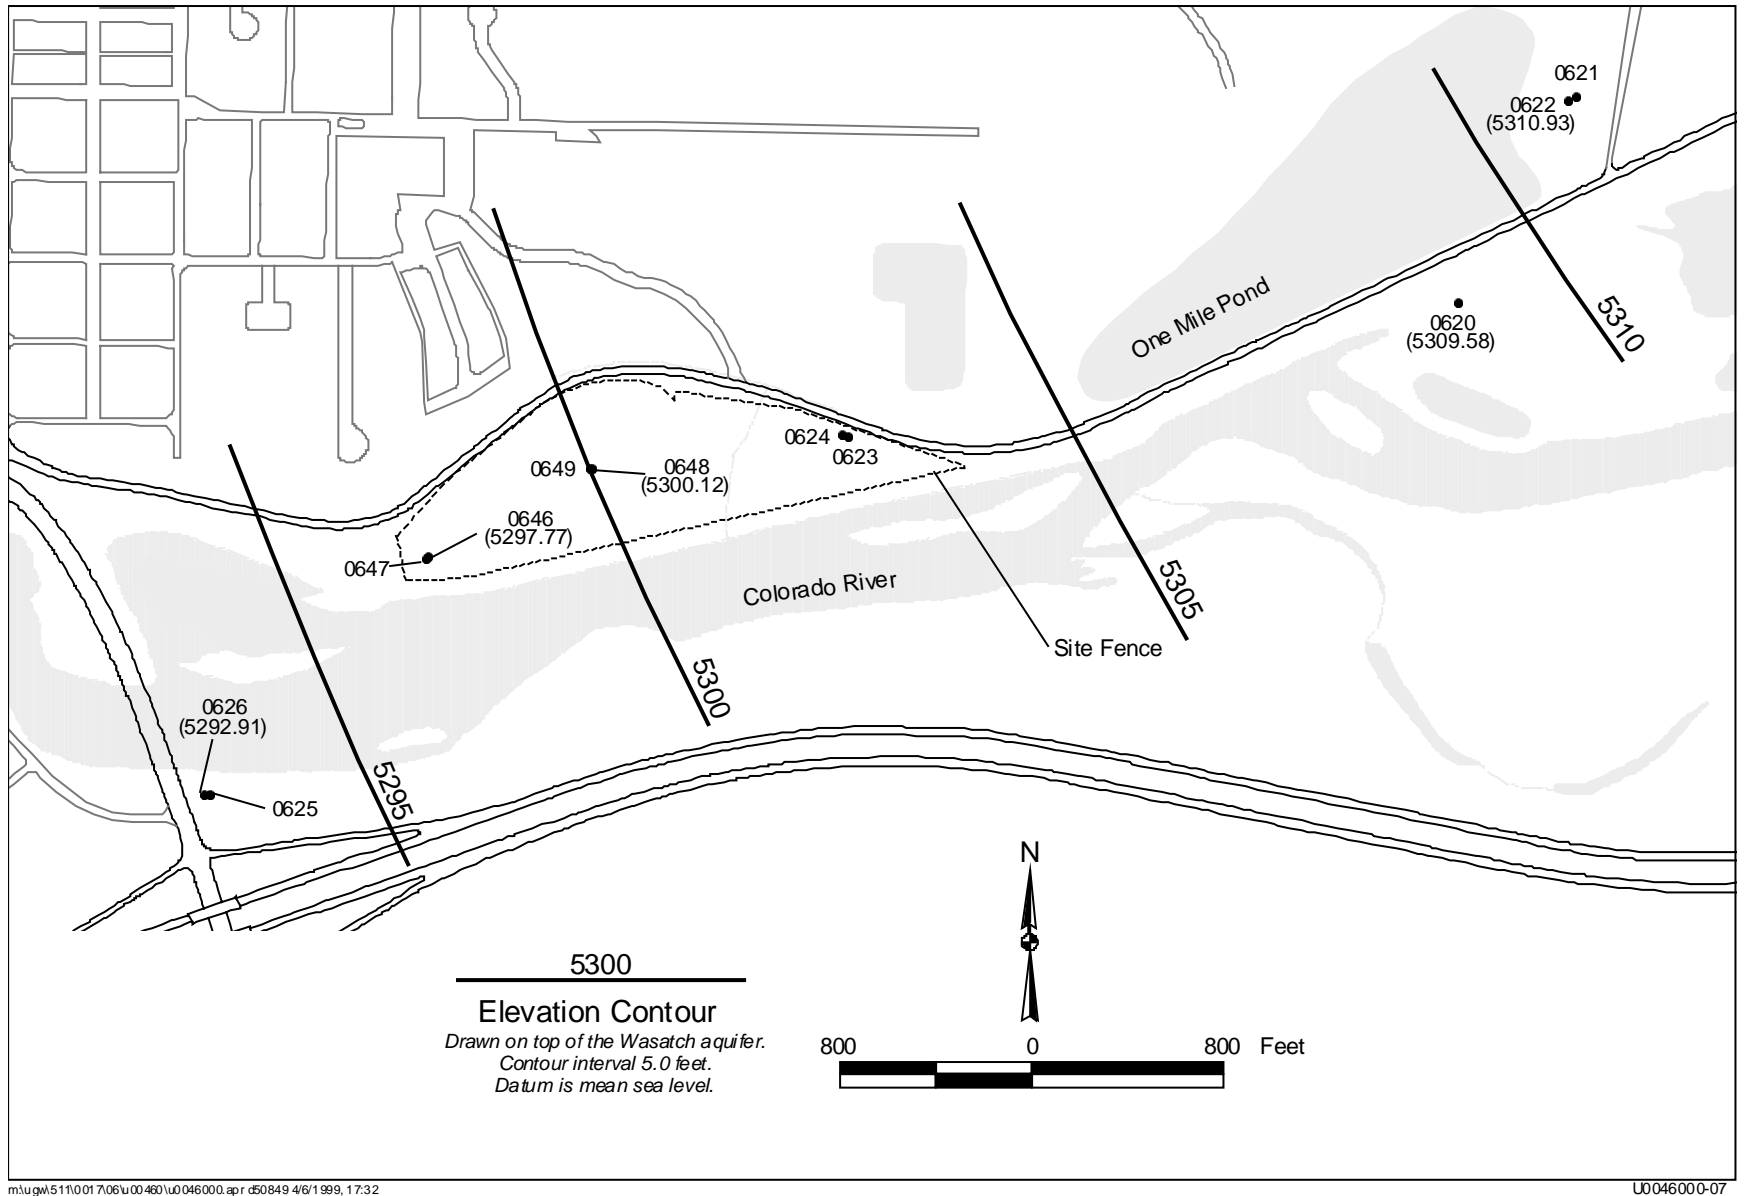 0621
0622
(5310.93)
One Mile Pond
5310
0620
(5309.58)
0624
0623
0649
0648
(5300.12)
0646
(5297.77)
0647
Colorado River
5305
Site Fence
5300
0626
(5292.91)
5295
0625
N
5300
Elevation Contour
Drawn on top of the Wasatch aquifer.
Contour interval 5.0 feet.
Datum is mean sea level.
800 0 800 Feet
m:\ugw\511\0017\06\u00460\u0046000.apr d50849 4/6/1999, 17:32
U0046000-07